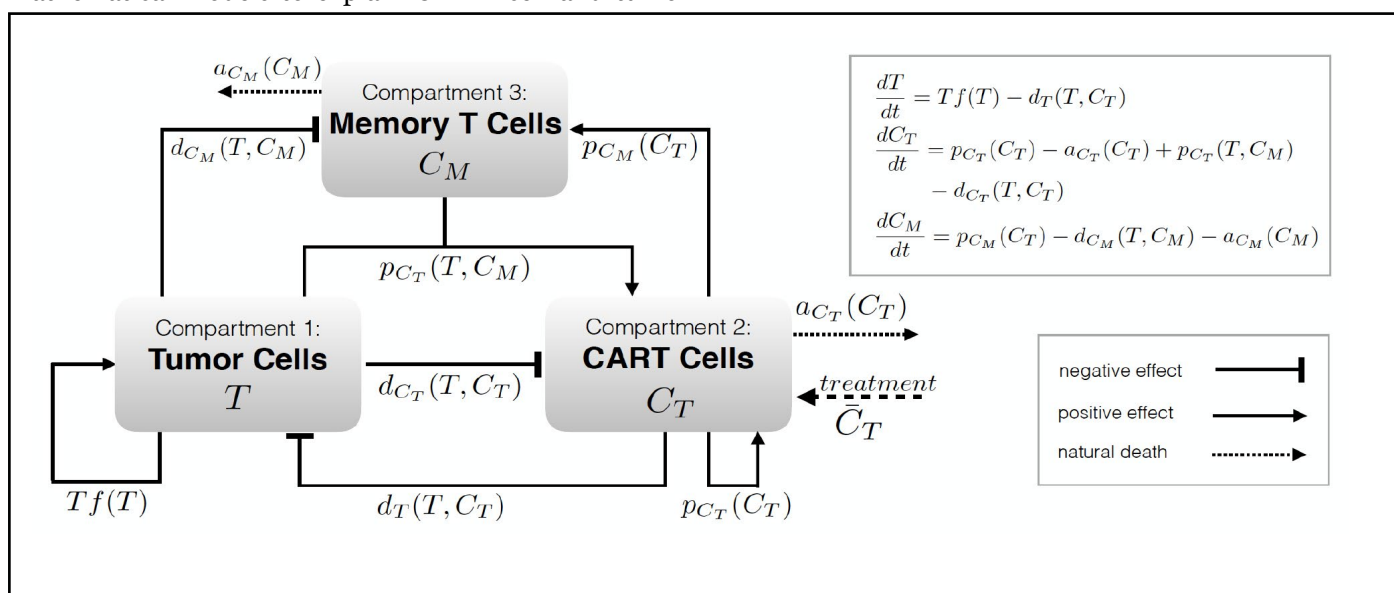 a_{C_M}(C_M)
Compartment 3:
Memory T Cells
C_M
d_{C_M}(T, C_M)
p_{C_M}(C_T)
p_{C_T}(T, C_M)
Compartment 1:
Tumor Cells
T
Compartment 2:
CART Cells
C_T
d_{C_T}(T, C_T)
a_{C_T}(C_T)
treatment
\bar{C}_T
Tf(T)
d_T(T, C_T)
p_{C_T}(C_T)
\frac{dT}{dt} = Tf(T) - d_T(T, C_T)
\frac{dC_T}{dt} = p_{C_T}(C_T) - a_{C_T}(C_T) + p_{C_T}(T, C_M)
- d_{C_T}(T, C_T)
\frac{dC_M}{dt} = p_{C_M}(C_T) - d_{C_M}(T, C_M) - a_{C_M}(C_M)
negative effect
positive effect
natural death